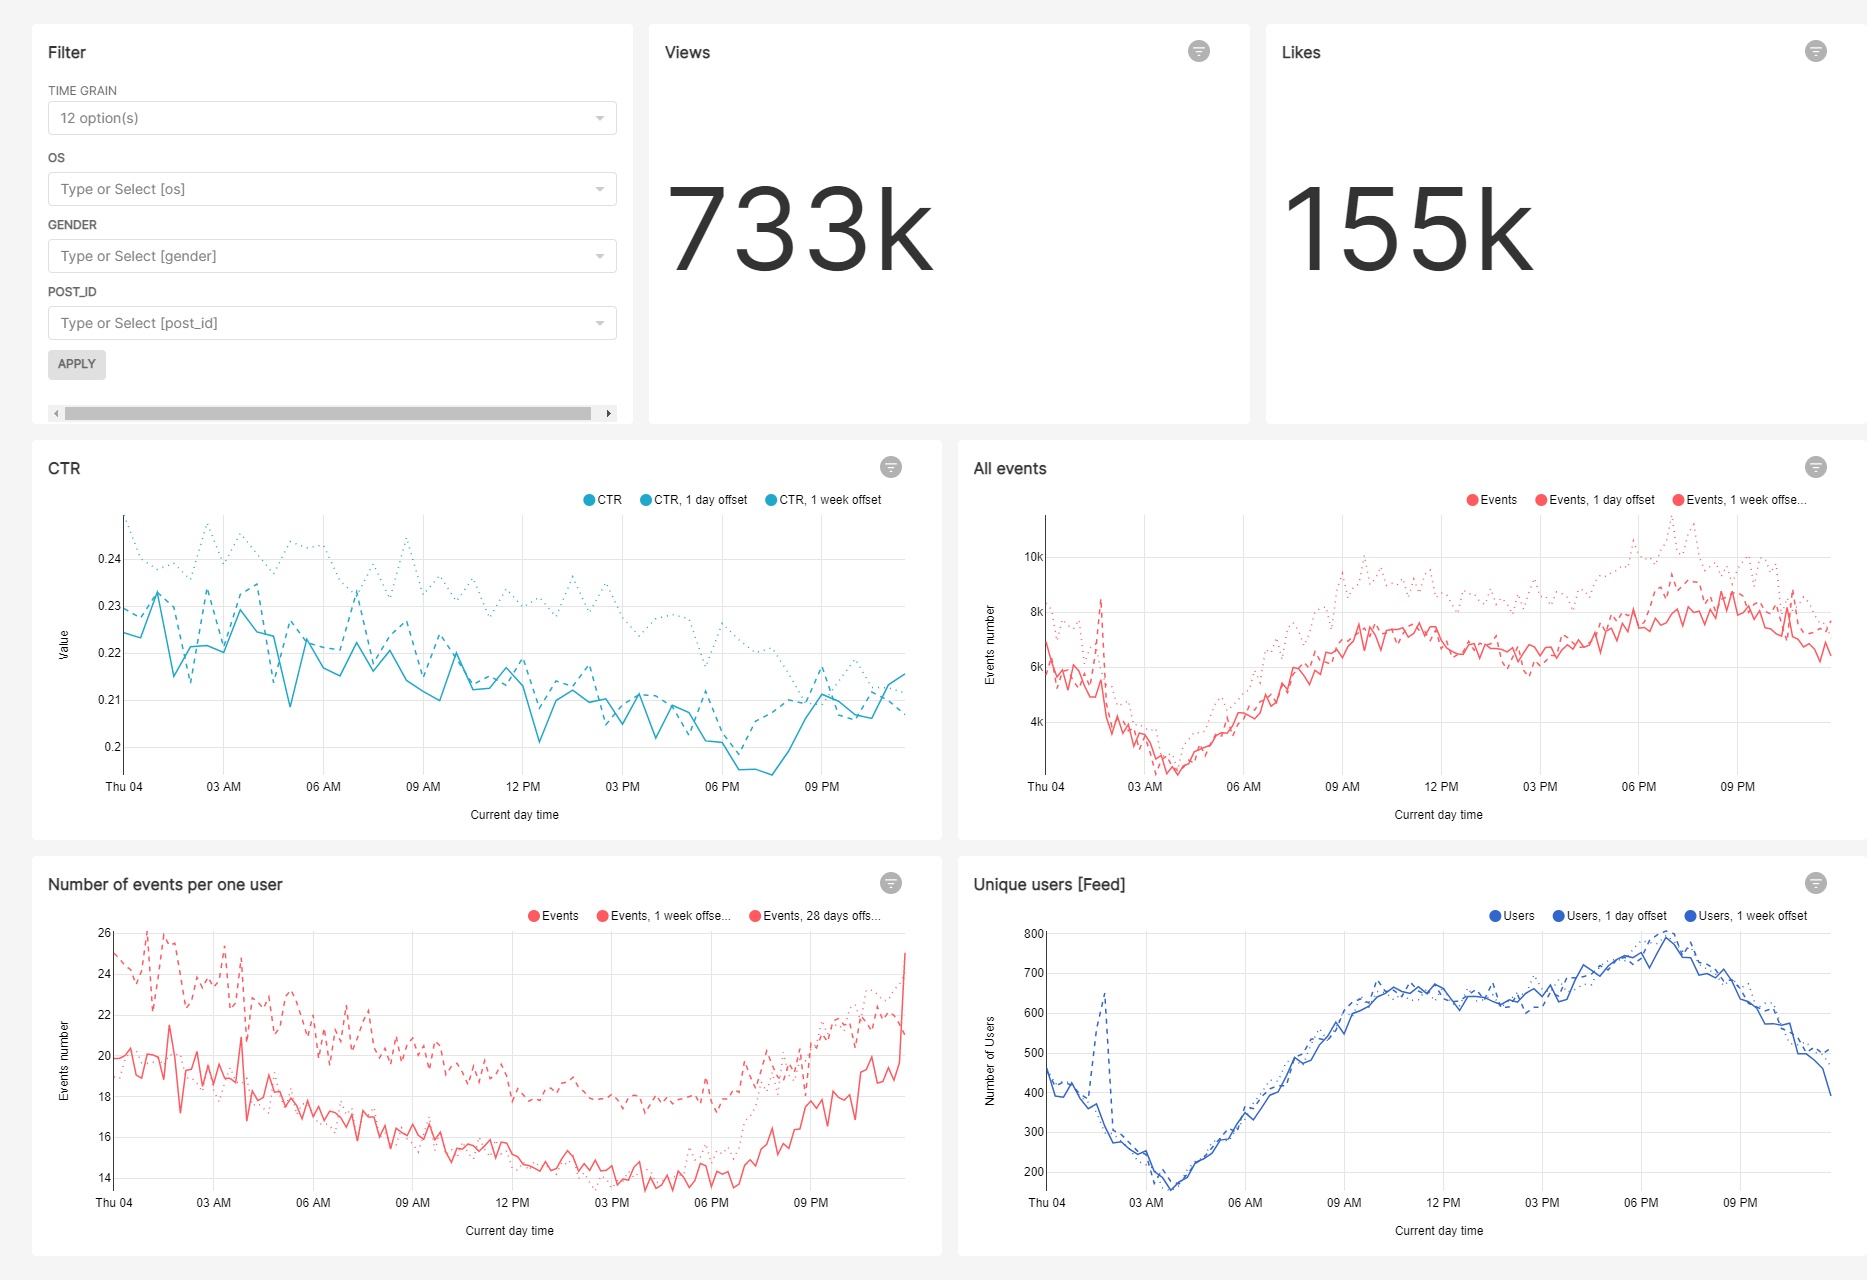 Filter
TIME GRAIN
12 option(s)
OS
Type or Select [os]
GENDER
Type or Select [gender]
POST_ID
Type or Select [post_id]
APPLY
Views
733k
Likes
155k
CTR
CTR CTR, 1 day offset CTR, 1 week offset
Value
0.24
0.23
0.22
0.21
0.2
Thu 04 03 AM 06 AM 09 AM 12 PM 03 PM 06 PM 09 PM
Current day time
All events
Events Events, 1 day offset Events, 1 week offse...
Events number
10k
8k
6k
4k
Thu 04 03 AM 06 AM 09 AM 12 PM 03 PM 06 PM 09 PM
Current day time
Number of events per one user
Events Events, 1 week offse... Events, 28 days offs...
Events number
26
24
22
20
18
16
14
Thu 04 03 AM 06 AM 09 AM 12 PM 03 PM 06 PM 09 PM
Current day time
Unique users [Feed]
Users Users, 1 day offset Users, 1 week offset
Number of Users
800
700
600
500
400
300
200
Thu 04 03 AM 06 AM 09 AM 12 PM 03 PM 06 PM 09 PM
Current day time